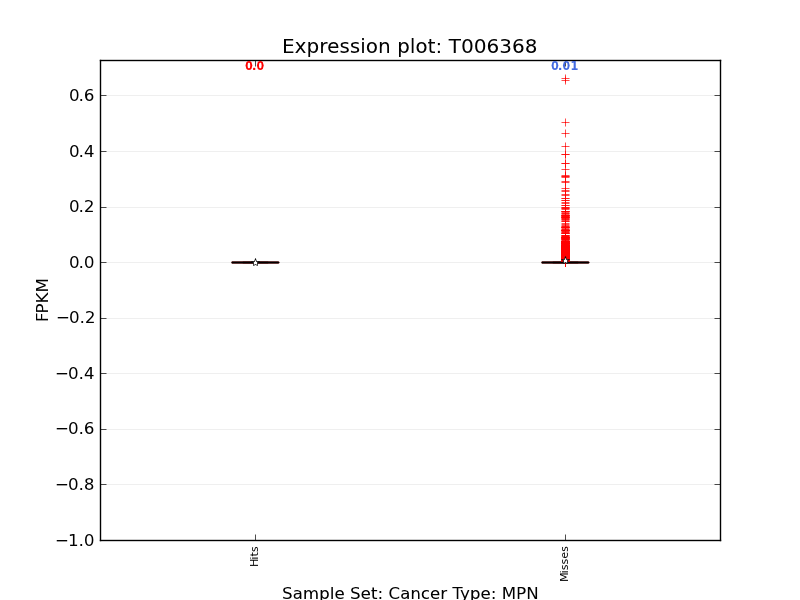 Expression plot: T006368
0.0
0.01
0.6
0.4
0.2
0.0
−0.2
−0.4
−0.6
−0.8
−1.0
FPKM
Hits
Misses
Sample Set: Cancer Type: MPN